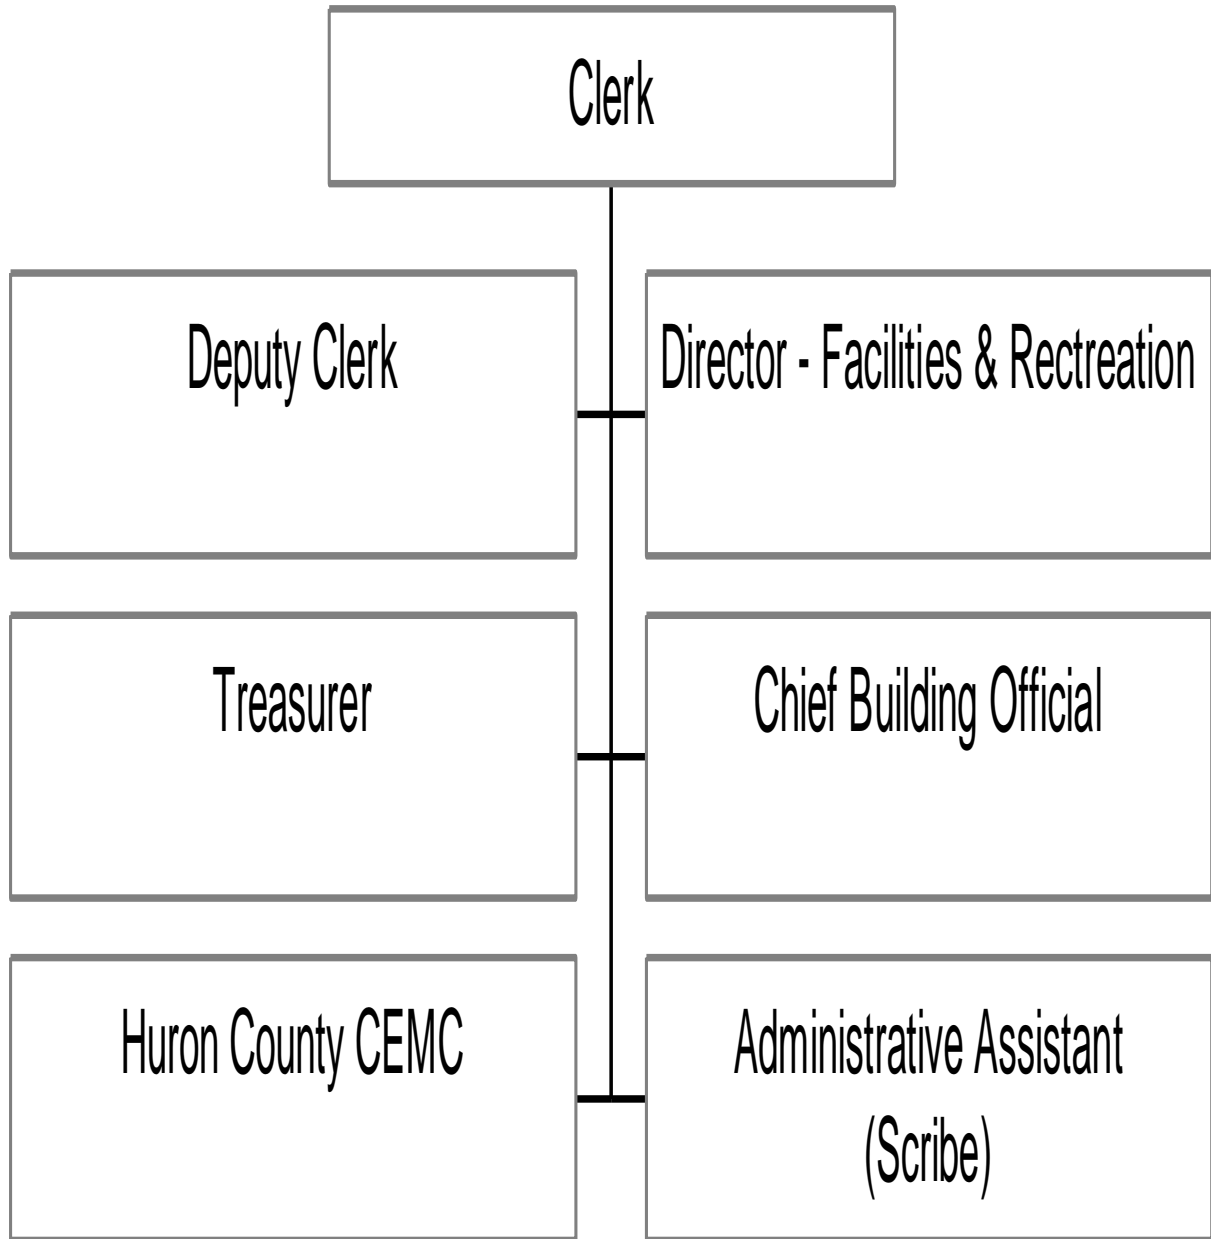 Clerk
Deputy Clerk
Director - Facilities & Rectreation
Treasurer
Chief Building Official
Huron County CEMC
Administrative Assistant
(Scribe)